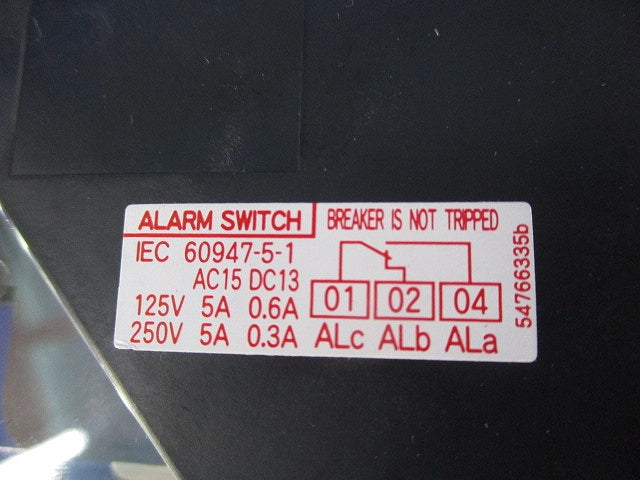 ALARM SWITCH
BREAKER IS NOT TRIPPED
IEC 60947-5-1
AC15 DC13
125V 5A 0.6A
250V 5A 0.3A
01 02 04
ALc ALb ALa
54766335b